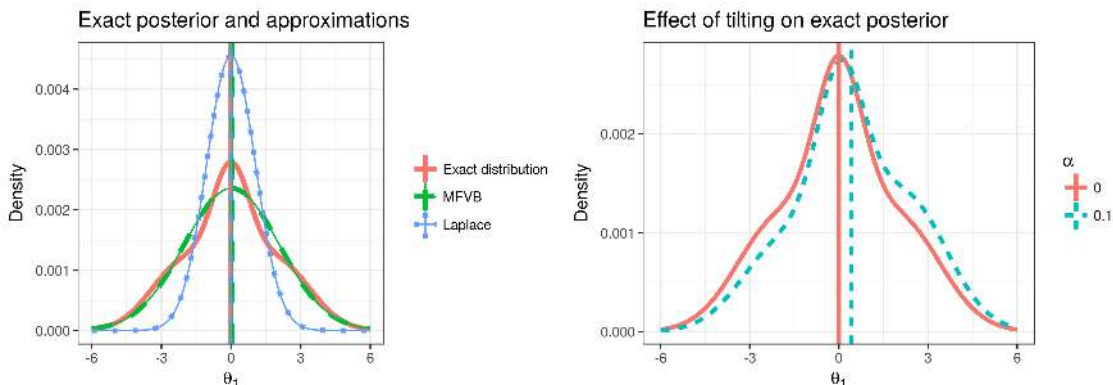 Exact posterior and approximations
Density
0.004
0.003
0.002
0.001
0.000
-6
-3
0
3
6
θ1
Exact distribution
MFVB
Laplace
Effect of tilting on exact posterior
Density
0.002
0.001
0.000
-6
-3
0
3
6
θ1
α
0
0.1